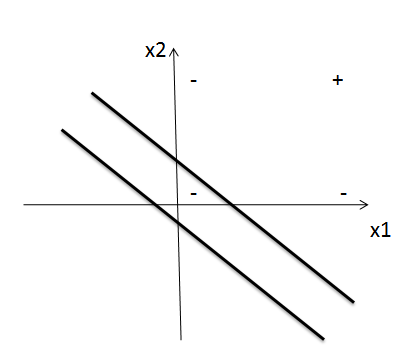 x2
- +
- -
x1